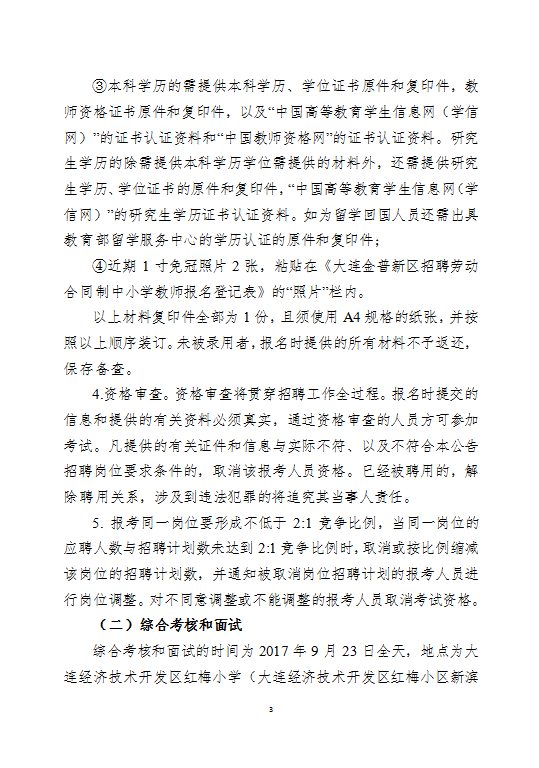 ③本科学历的需提供本科学历、学位证书原件和复印件，教
师资格证书原件和复印件，以及“中国高等教育学生信息网（学信
网）”的证书认证资料和“中国教师资格网”的证书认证资料。研究
生学历的除需提供本科学历学位需提供的材料外，还需提供研究
生学历、学位证书的原件和复印件，“中国高等教育学生信息网（学
信网）”的研究生学历证书认证资料。如为留学回国人员还需出具
教育部留学服务中心的学历认证的原件和复印件；
④近期 1 寸免冠照片 2 张，粘贴在《大连金普新区招聘劳动
合同制中小学教师报名登记表》的“照片”栏内。
以上材料复印件全部为 1 份，且须使用 A4 规格的纸张，并按
照以上顺序装订。未被录用者，报名时提供的所有材料不予返还，
保存备查。
4.资格审查。资格审查将贯穿招聘工作全过程。报名时提交的
信息和提供的有关资料必须真实，通过资格审查的人员方可参加
考试。凡提供的有关证件和信息与实际不符、以及不符合本公告
招聘岗位要求条件的，取消该报考人员资格。已经被聘用的，解
除聘用关系，涉及到违法犯罪的将追究其当事人责任。
5. 报考同一岗位要形成不低于 2:1 竞争比例，当同一岗位的
应聘人数与招聘计划数未达到 2:1 竞争比例时，取消或按比例缩减
该岗位的招聘计划数，并通知被取消岗位招聘计划的报考人员进
行岗位调整。对不同意调整或不能调整的报考人员取消考试资格。
（二）综合考核和面试
综合考核和面试的时间为 2017 年 9 月 23 日全天，地点为大
连经济技术开发区红梅小学（大连经济技术开发区红梅小区新滨
3